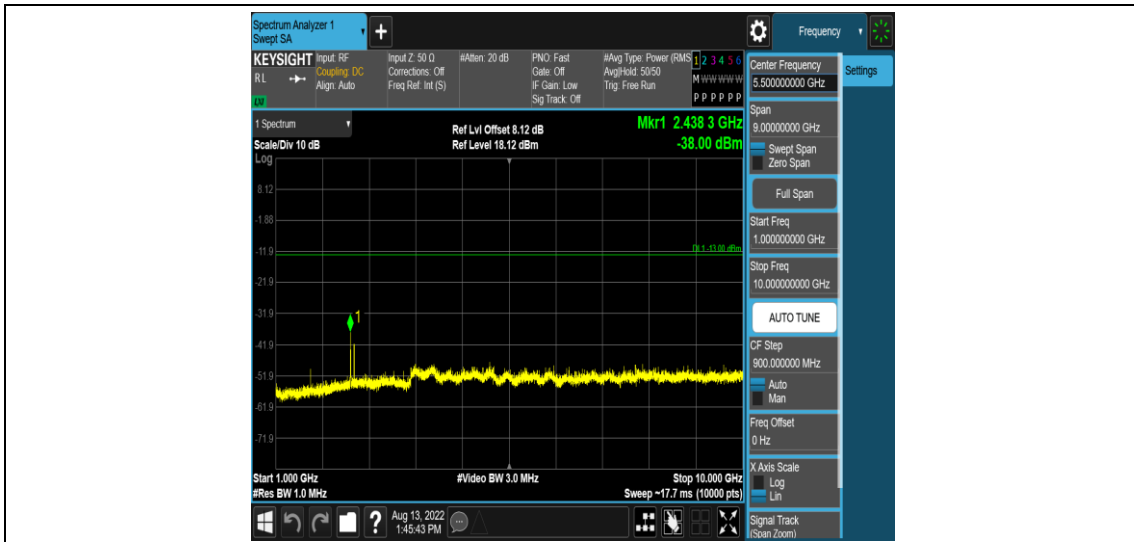 Spectrum Analyzer 1
Swept SA
+
Frequency
KEYSIGHT
RL
LM
Input: RF
Coupling: DC
Align: Auto
Input Z: 50 Ω
Corrections: Off
Freq Ref: Int (S)
#Atten: 20 dB
PNO: Fast
Gate: Off
IF Gain: Low
Sig Track: Off
#Avg Type: Power (RMS
Avg|Hold: 50/50
Trig: Free Run
1 2 3 4 5 6
M W W W W W
P P P P P P
1 Spectrum
Scale/Div 10 dB
Ref Lvl Offset 8.12 dB
Ref Level 18.12 dBm
Mkr1 2.438 3 GHz
-38.00 dBm
Log
8.12
-1.88
-11.9
DL1 -13.00 dBm
-21.9
-31.9
1
-41.9
-51.9
-61.9
-71.9
Start 1.000 GHz
#Res BW 1.0 MHz
#Video BW 3.0 MHz
Stop 10.000 GHz
Sweep ~17.7 ms (10000 pts)
Center Frequency
5.500000000 GHz
Settings
Span
9.00000000 GHz
Swept Span
Zero Span
Full Span
Start Freq
1.000000000 GHz
Stop Freq
10.000000000 GHz
AUTO TUNE
CF Step
900.000000 MHz
Auto
Man
Freq Offset
0 Hz
X Axis Scale
Log
Lin
Signal Track
(Span Zoom)
?
Aug 13, 2022
1:45:43 PM